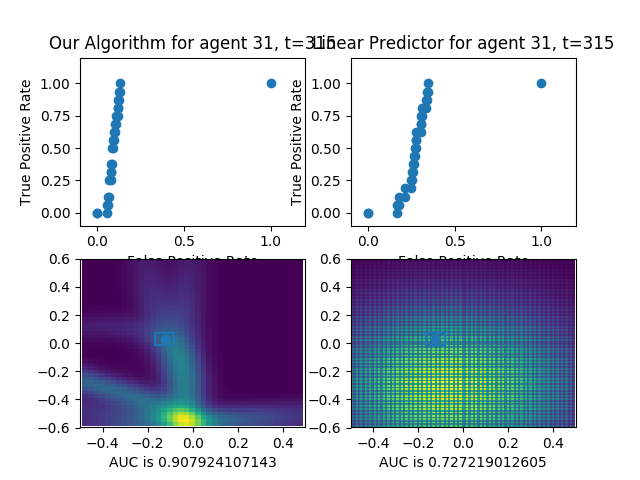 Our Algorithm for agent 31, t=315
Linear Predictor for agent 31, t=315
True Positive Rate
1.00
0.75
0.50
0.25
0.00
0.0 0.5 1.0
False Positive Rate
True Positive Rate
1.00
0.75
0.50
0.25
0.00
0.0 0.5 1.0
False Positive Rate
0.6
0.4
0.2
0.0
−0.2
−0.4
−0.6
−0.4 −0.2 0.0 0.2 0.4
AUC is 0.907924107143
0.6
0.4
0.2
0.0
−0.2
−0.4
−0.6
−0.4 −0.2 0.0 0.2 0.4
AUC is 0.727219012605